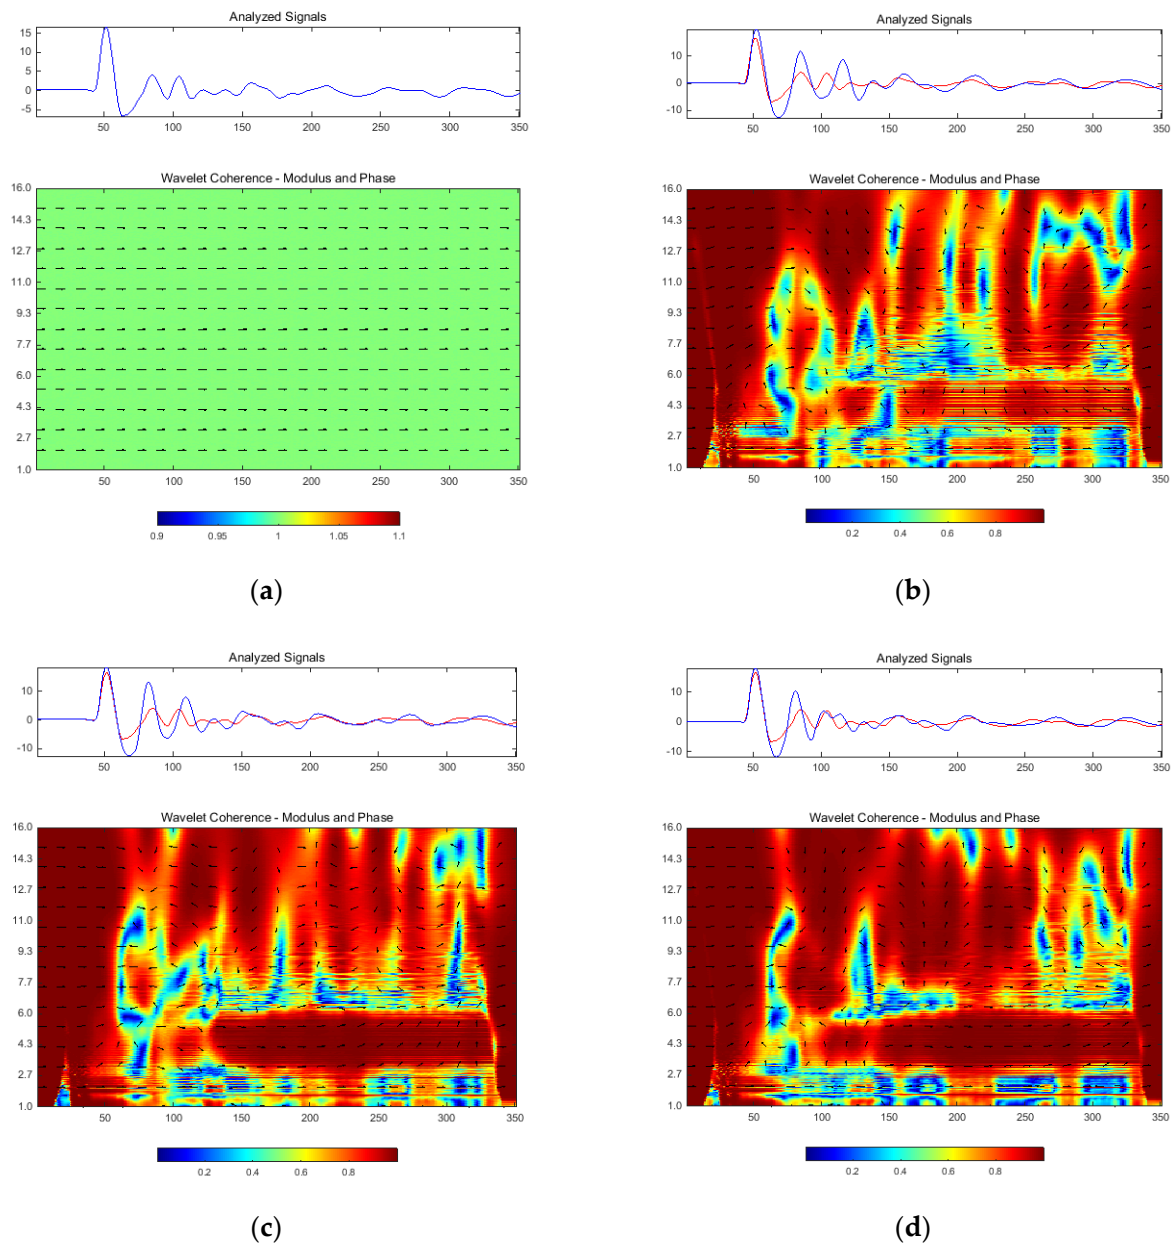 Analyzed Signals
15
10
5
0
-5
50 100 150 200 250 300 350
Wavelet Coherence - Modulus and Phase
16.0
14.3
12.7
11.0
9.3
7.7
6.0
4.3
2.7
1.0
50 100 150 200 250 300 350
0.9 0.95 1 1.05 1.1
(a)
Analyzed Signals
10
0
-10
50 100 150 200 250 300 350
Wavelet Coherence - Modulus and Phase
16.0
14.3
12.7
11.0
9.3
7.7
6.0
4.3
2.7
1.0
50 100 150 200 250 300 350
0.2 0.4 0.6 0.8
(b)
Analyzed Signals
10
0
-10
50 100 150 200 250 300 350
Wavelet Coherence - Modulus and Phase
16.0
14.3
12.7
11.0
9.3
7.7
6.0
4.3
2.7
1.0
50 100 150 200 250 300 350
0.2 0.4 0.6 0.8
(c)
Analyzed Signals
10
0
-10
50 100 150 200 250 300 350
Wavelet Coherence - Modulus and Phase
16.0
14.3
12.7
11.0
9.3
7.7
6.0
4.3
2.7
1.0
50 100 150 200 250 300 350
0.2 0.4 0.6 0.8
(d)